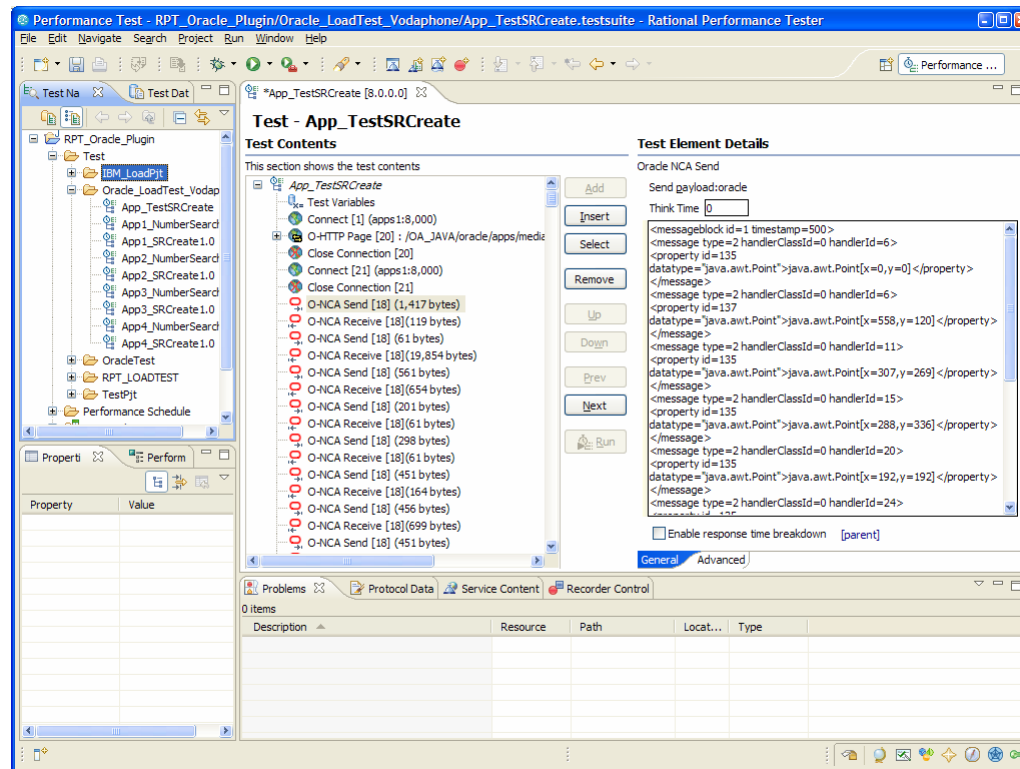 Performance Test - RPT_Oracle_Plugin/Oracle_LoadTest_Vodaphone/App_TestSRCreate.testsuite - Rational Performance Tester
File Edit Navigate Search Project Run Window Help
Performance ...
Test Na
Test Dat
RPT_Oracle_Plugin
Test
IBM_LoadPjt
Oracle_LoadTest_Vodap
App_TestSRCreate
App1_NumberSearch
App1_SRCreate1.0
App2_NumberSearch
App2_SRCreate1.0
App3_NumberSearch
App3_SRCreate1.0
App4_NumberSearch
App4_SRCreate1.0
OracleTest
RPT_LOADTEST
TestPjt
Performance Schedule
Properti
Perform
Property Value
*App_TestSRCreate [8.0.0.0]
Test - App_TestSRCreate
Test Contents
This section shows the test contents
App_TestSRCreate
Test Variables
Connect [1] (apps1:8,000)
O-HTTP Page [20] : /OA_JAVA/oracle/apps/media
Close Connection [20]
Connect [21] (apps1:8,000)
Close Connection [21]
O-NCA Send [18] (1,417 bytes)
O-NCA Receive [18](119 bytes)
O-NCA Send [18] (61 bytes)
O-NCA Receive [18](19,854 bytes)
O-NCA Send [18] (561 bytes)
O-NCA Receive [18](654 bytes)
O-NCA Send [18] (201 bytes)
O-NCA Receive [18](61 bytes)
O-NCA Send [18] (298 bytes)
O-NCA Receive [18](61 bytes)
O-NCA Send [18] (451 bytes)
O-NCA Receive [18](164 bytes)
O-NCA Send [18] (456 bytes)
O-NCA Receive [18](699 bytes)
O-NCA Send [18] (451 bytes)
Add
Insert
Select
Remove
Up
Down
Prev
Next
Run
Test Element Details
Oracle NCA Send
Send payload:oracle
Think Time 0
<messageblock id=1 timestamp=500>
<message type=2 handlerClassId=0 handlerId=6>
<property id=135
datatype="java.awt.Point">java.awt.Point[x=0,y=0]</property>
</message>
<message type=2 handlerClassId=0 handlerId=6>
<property id=137
datatype="java.awt.Point">java.awt.Point[x=558,y=120]</property>
</message>
<message type=2 handlerClassId=0 handlerId=11>
<property id=135
datatype="java.awt.Point">java.awt.Point[x=307,y=269]</property>
</message>
<message type=2 handlerClassId=0 handlerId=15>
<property id=135
datatype="java.awt.Point">java.awt.Point[x=288,y=336]</property>
</message>
<message type=2 handlerClassId=0 handlerId=20>
<property id=135
datatype="java.awt.Point">java.awt.Point[x=192,y=192]</property>
</message>
<message type=2 handlerClassId=0 handlerId=24>
Enable response time breakdown [parent]
General Advanced
Problems
Protocol Data
Service Content
Recorder Control
0 items
Description Resource Path Locat... Type